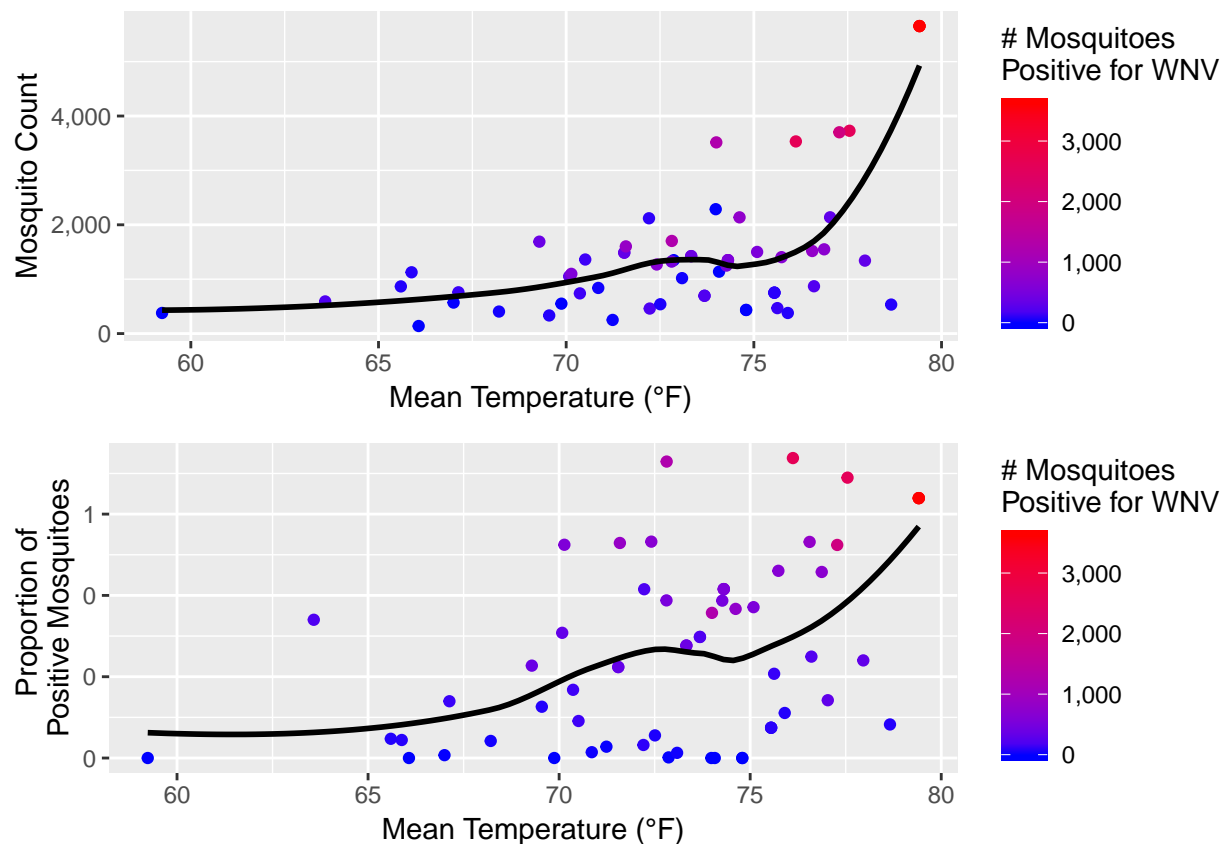 # Mosquitoes
Positive for WNV
3,000
2,000
1,000
0
Mosquito Count
4,000
2,000
0
60 65 70 75 80
Mean Temperature (°F)
# Mosquitoes
Positive for WNV
3,000
2,000
1,000
0
Proportion of
Positive Mosquitoes
1
0
0
0
60 65 70 75 80
Mean Temperature (°F)